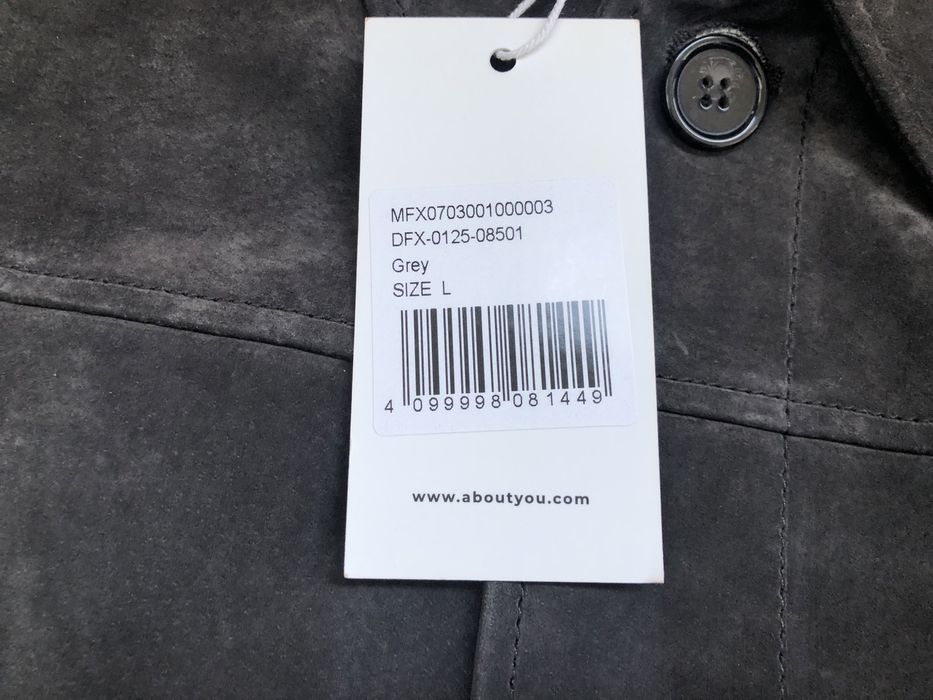 MFX0703001000003
DFX-0125-08501
Grey
SIZE L
4 099998 081449
www.aboutyou.com